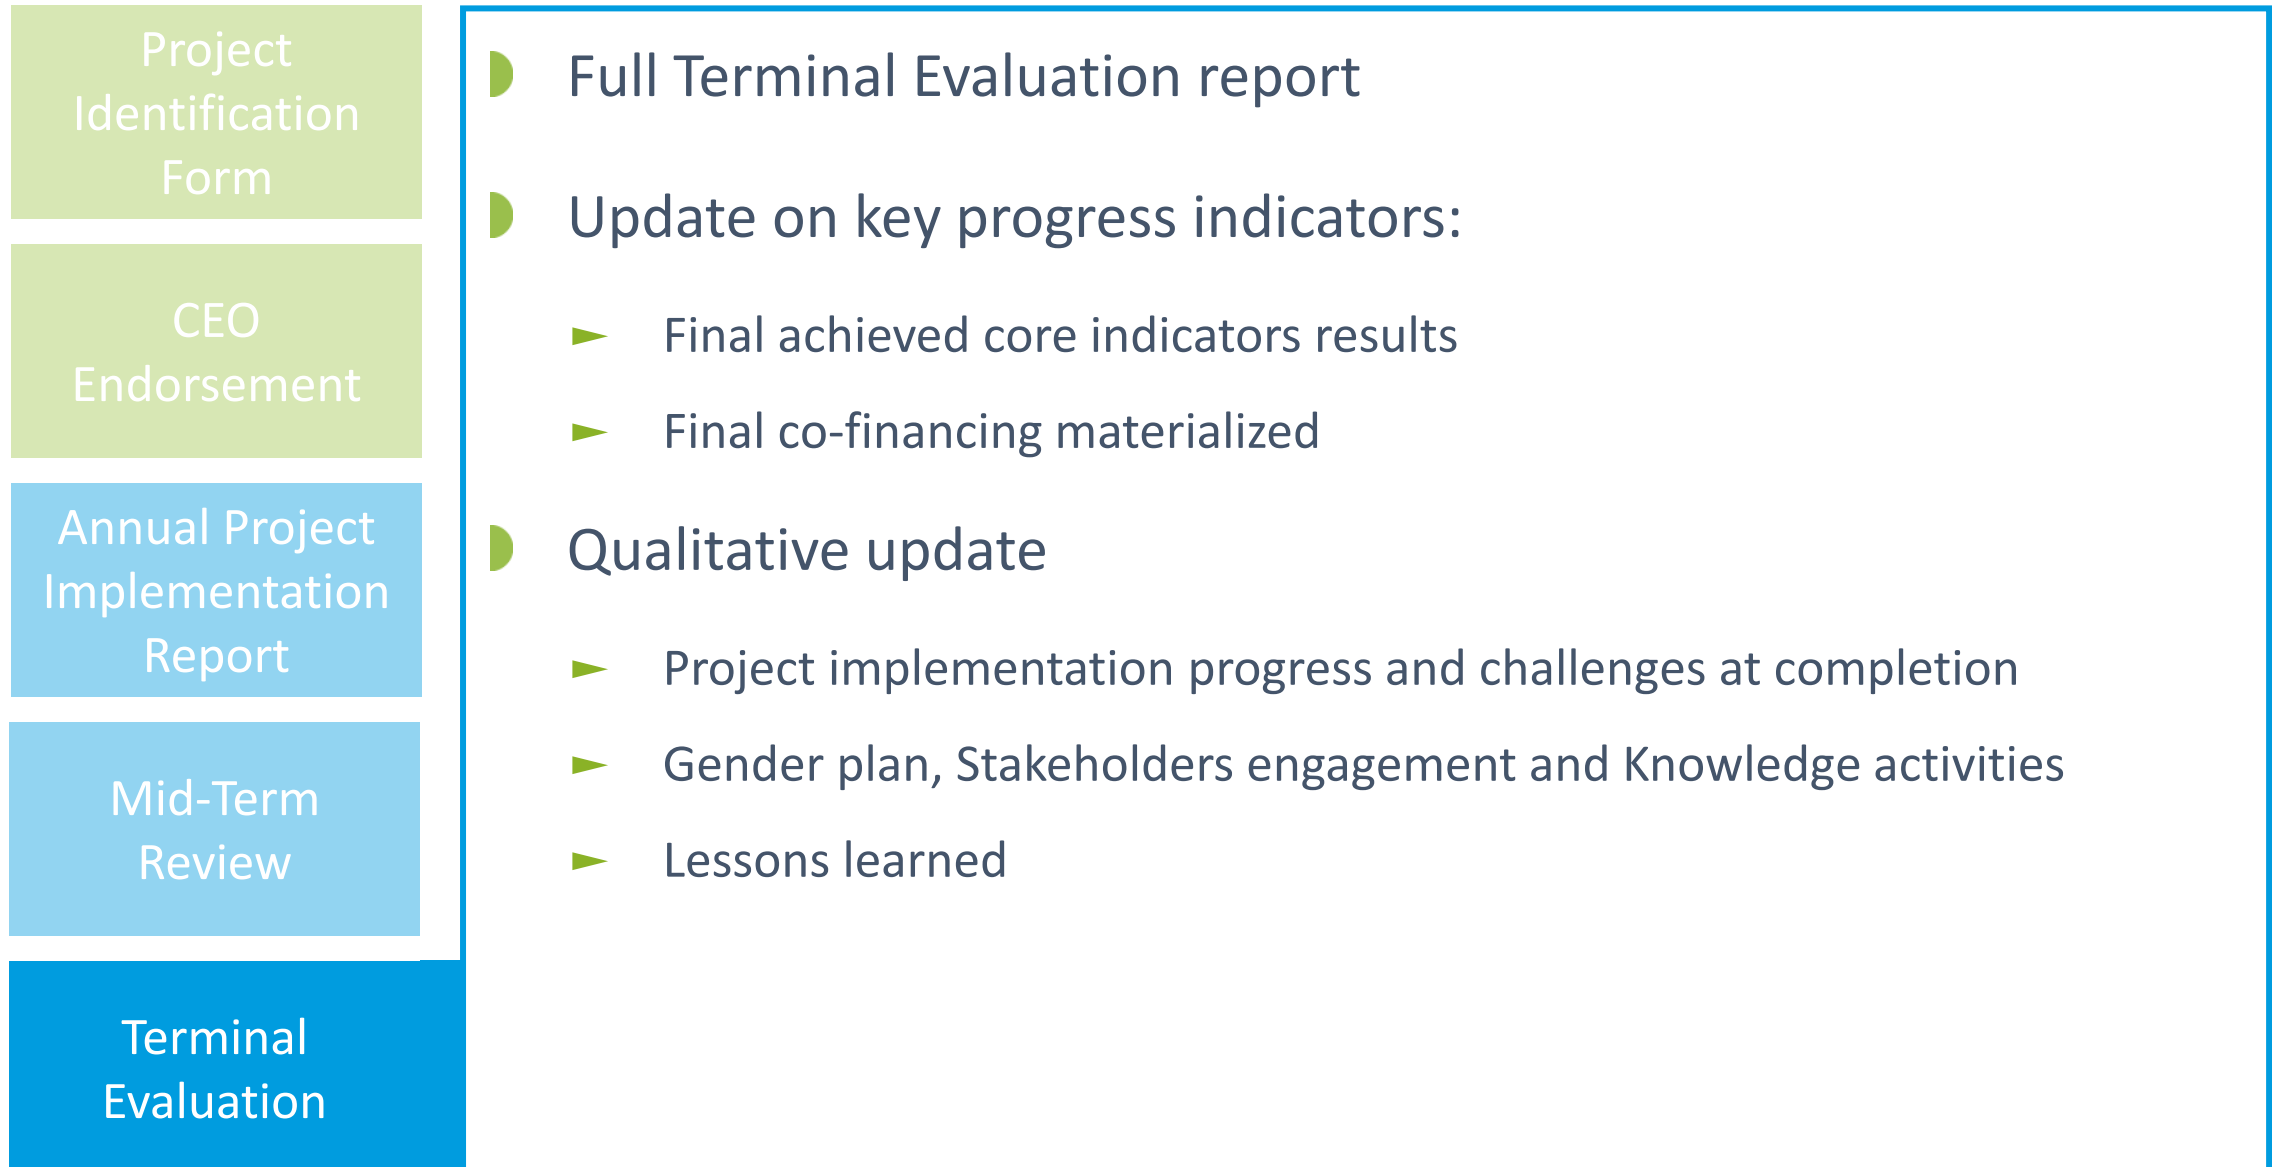 Project
Identification
Form
CEO
Endorsement
Annual Project
Implementation
Report
Mid-Term
Review
Terminal
Evaluation
Full Terminal Evaluation report
Update on key progress indicators:
Final achieved core indicators results
Final co-financing materialized
Qualitative update
Project implementation progress and challenges at completion
Gender plan, Stakeholders engagement and Knowledge activities
Lessons learned